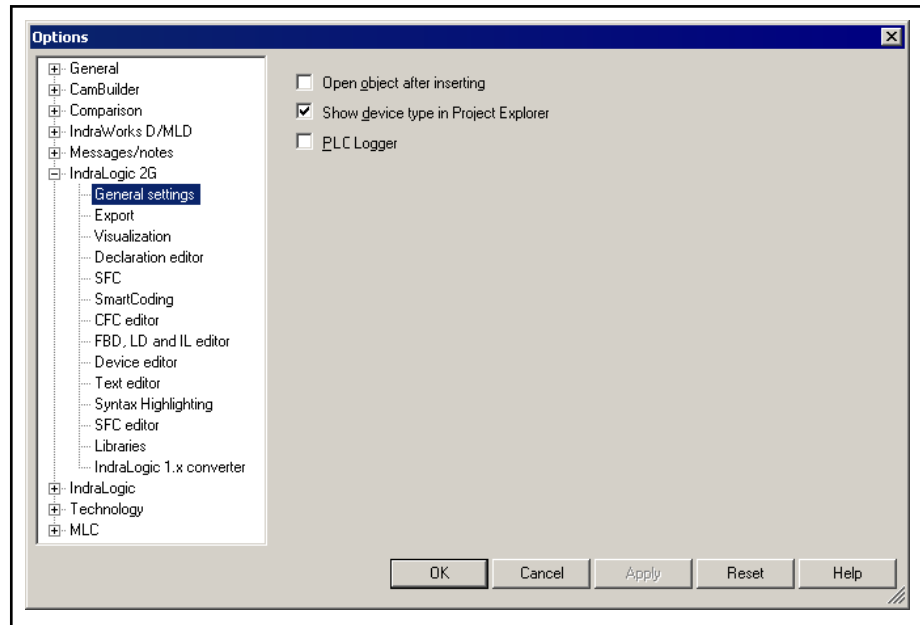 Options
General
CamBuilder
Comparison
IndraWorks D/MLD
Messages/notes
IndraLogic 2G
General settings
Export
Visualization
Declaration editor
SFC
SmartCoding
CFC editor
FBD, LD and IL editor
Device editor
Text editor
Syntax Highlighting
SFC editor
Libraries
IndraLogic 1.x converter
IndraLogic
Technology
MLC
Open object after inserting
Show device type in Project Explorer
PLC Logger
OK Cancel Apply Reset Help